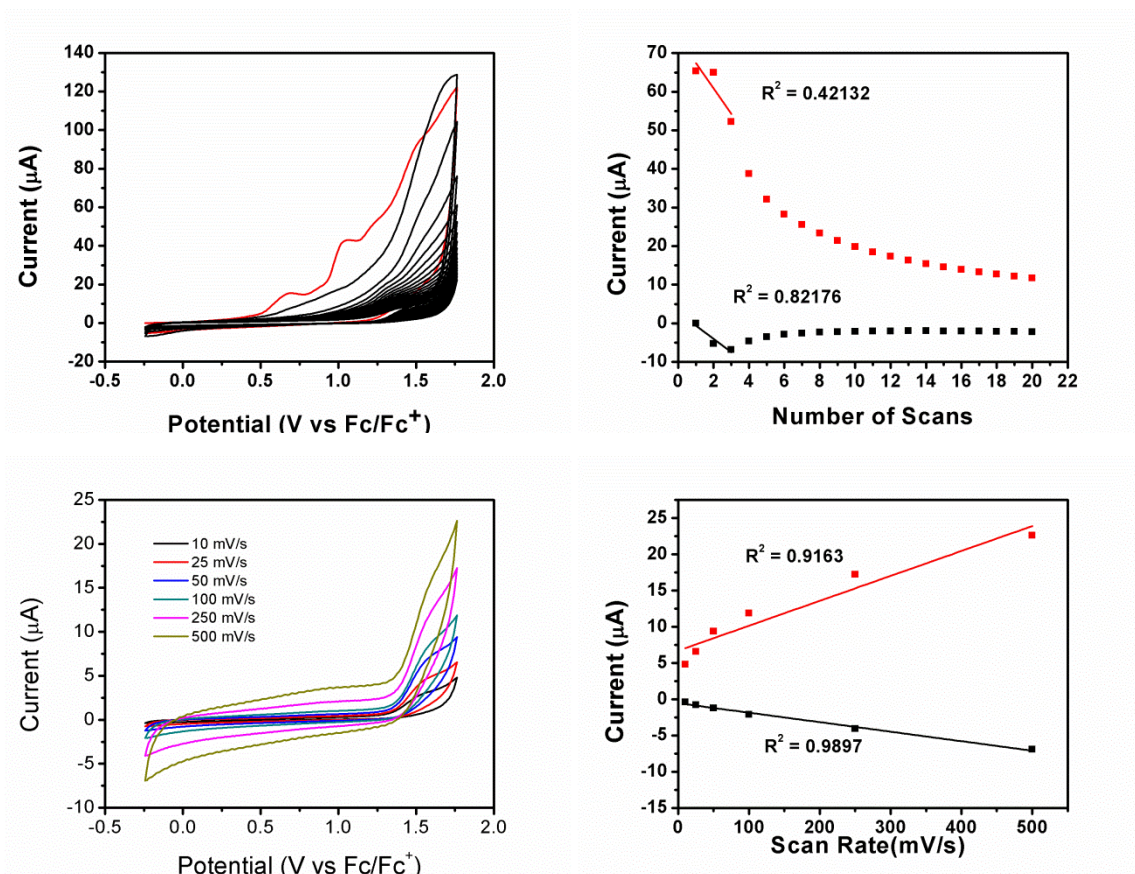 Current (µA)
140
120
100
80
60
40
20
0
-20
-0.5 0.0 0.5 1.0 1.5 2.0
Potential (V vs Fc/Fc+)
Current (µA)
70
60
50
40
30
20
10
0
-10
R² = 0.42132
R² = 0.82176
0 2 4 6 8 10 12 14 16 18 20 22
Number of Scans
Current (µA)
25
20
15
10
5
0
-5
-10
10 mV/s
25 mV/s
50 mV/s
100 mV/s
250 mV/s
500 mV/s
-0.5 0.0 0.5 1.0 1.5 2.0
Potential (V vs Fc/Fc+)
Current (µA)
25
20
15
10
5
0
-5
-10
-15
R² = 0.9163
R² = 0.9897
0 100 200 300 400 500
Scan Rate(mV/s)